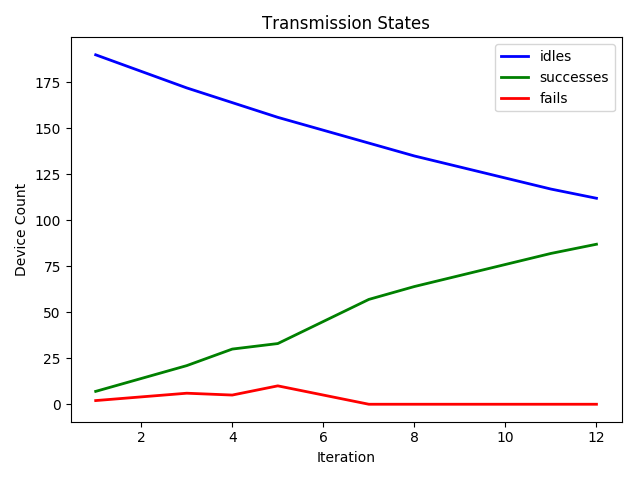 Transmission States
idles
successes
fails
Device Count
175
150
125
100
75
50
25
0
2 4 6 8 10 12
Iteration